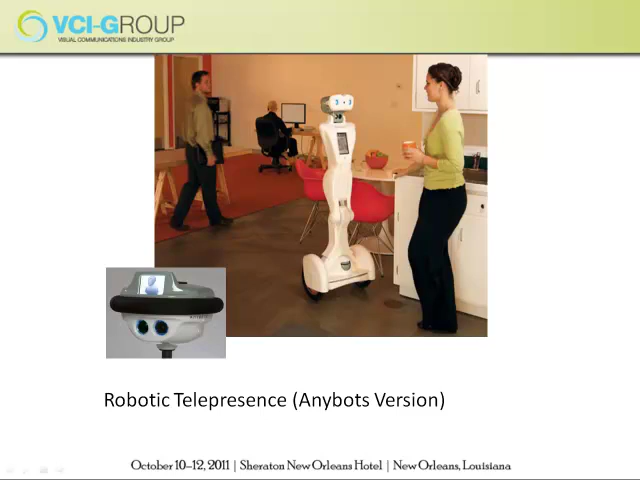 VCI-GROUP
VISUAL COMMUNICATIONS INDUSTRY GROUP
Robotic Telepresence (Anybots Version)
October 10–12, 2011 | Sheraton New Orleans Hotel | New Orleans, Louisiana